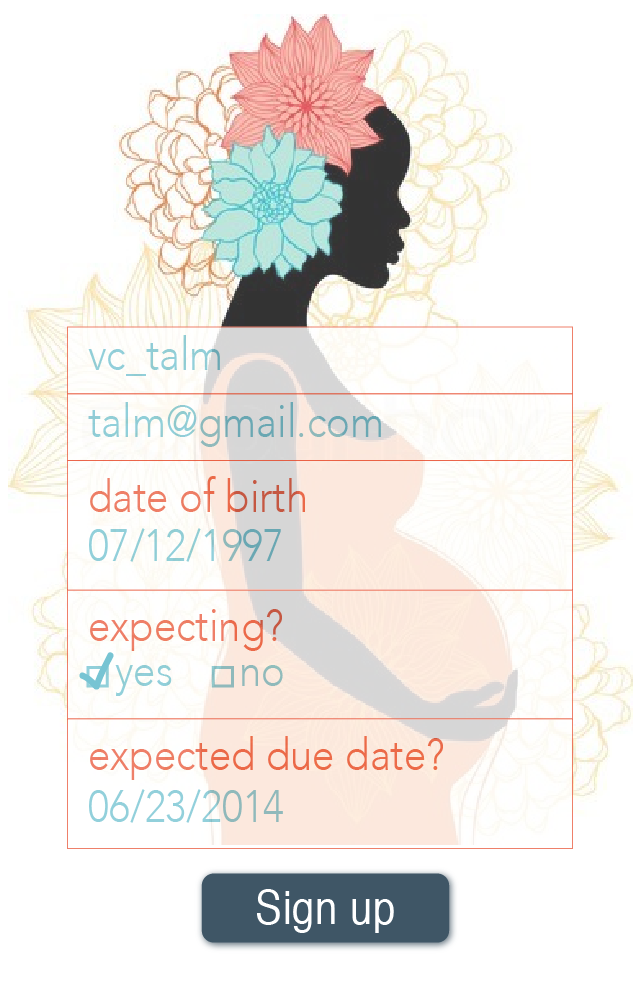 vc_talm
talm@gmail.com
date of birth
07/12/1997
expecting?
yes no
expected due date?
06/23/2014
Sign up